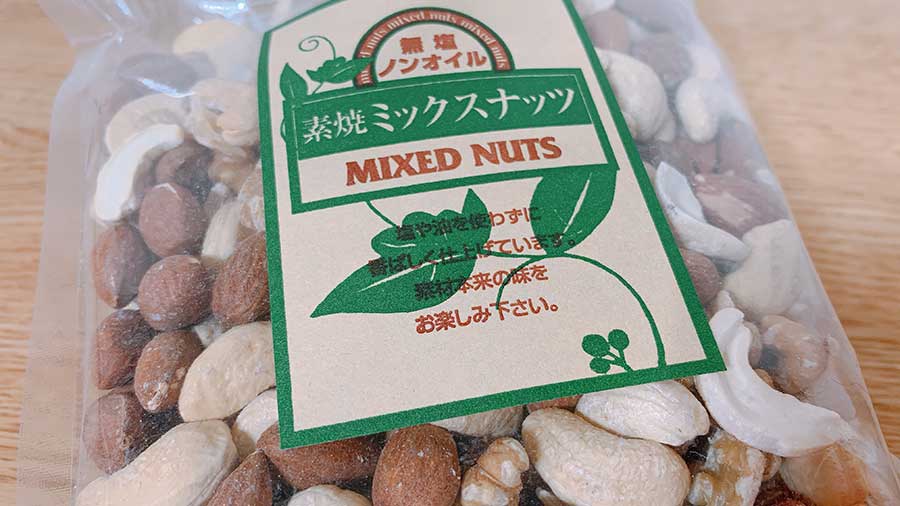 mixed nuts mixed nuts mixed nuts
無塩
ノンオイル
素焼ミックスナッツ
MIXED NUTS
塩や油を使わずに
香ばしく仕上げています。
素材本来の味を
お楽しみ下さい。